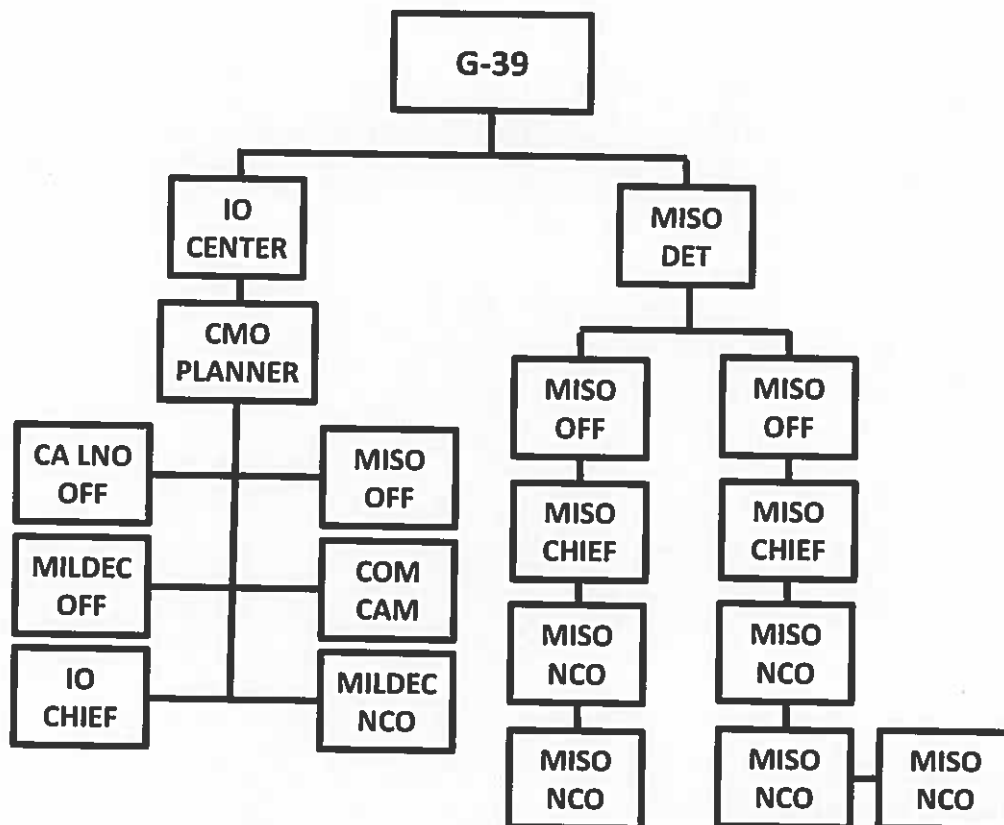 G-39
IO
CENTER
MISO
DET
CMO
PLANNER
CA LNO
OFF
MISO
OFF
MILDEC
OFF
COM
CAM
IO
CHIEF
MILDEC
NCO
MISO
OFF
MISO
OFF
MISO
CHIEF
MISO
CHIEF
MISO
NCO
MISO
NCO
MISO
NCO
MISO
NCO
MISO
NCO